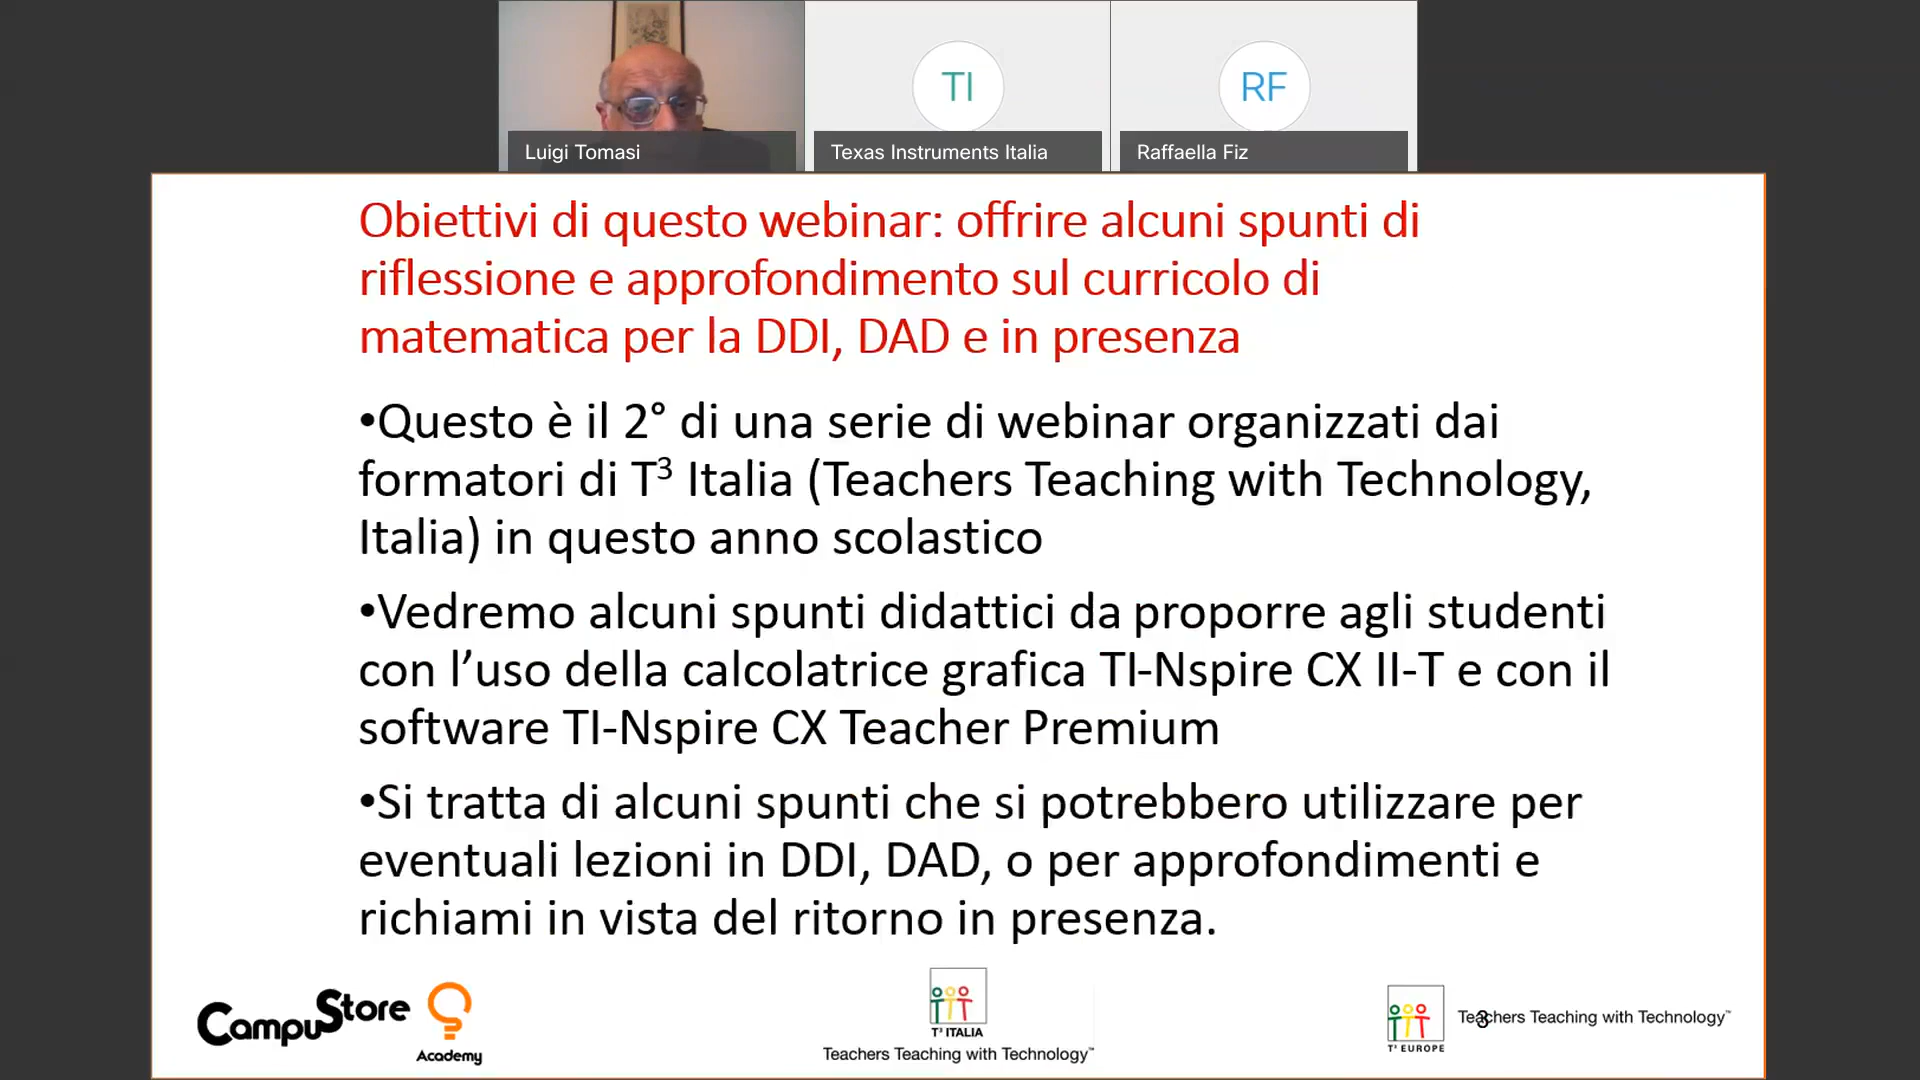 TI
RF
Luigi Tomasi
Texas Instruments Italia
Raffaella Fiz
Obiettivi di questo webinar: offrire alcuni spunti di
riflessione e approfondimento sul curricolo di
matematica per la DDI, DAD e in presenza
•Questo è il 2° di una serie di webinar organizzati dai
formatori di T³ Italia (Teachers Teaching with Technology,
Italia) in questo anno scolastico
•Vedremo alcuni spunti didattici da proporre agli studenti
con l’uso della calcolatrice grafica TI-Nspire CX II-T e con il
software TI-Nspire CX Teacher Premium
•Si tratta di alcuni spunti che si potrebbero utilizzare per
eventuali lezioni in DDI, DAD, o per approfondimenti e
richiami in vista del ritorno in presenza.
CampuStore
Academy
T³ ITALIA
Teachers Teaching with Technology™
T³ EUROPE
Teachers Teaching with Technology™
3